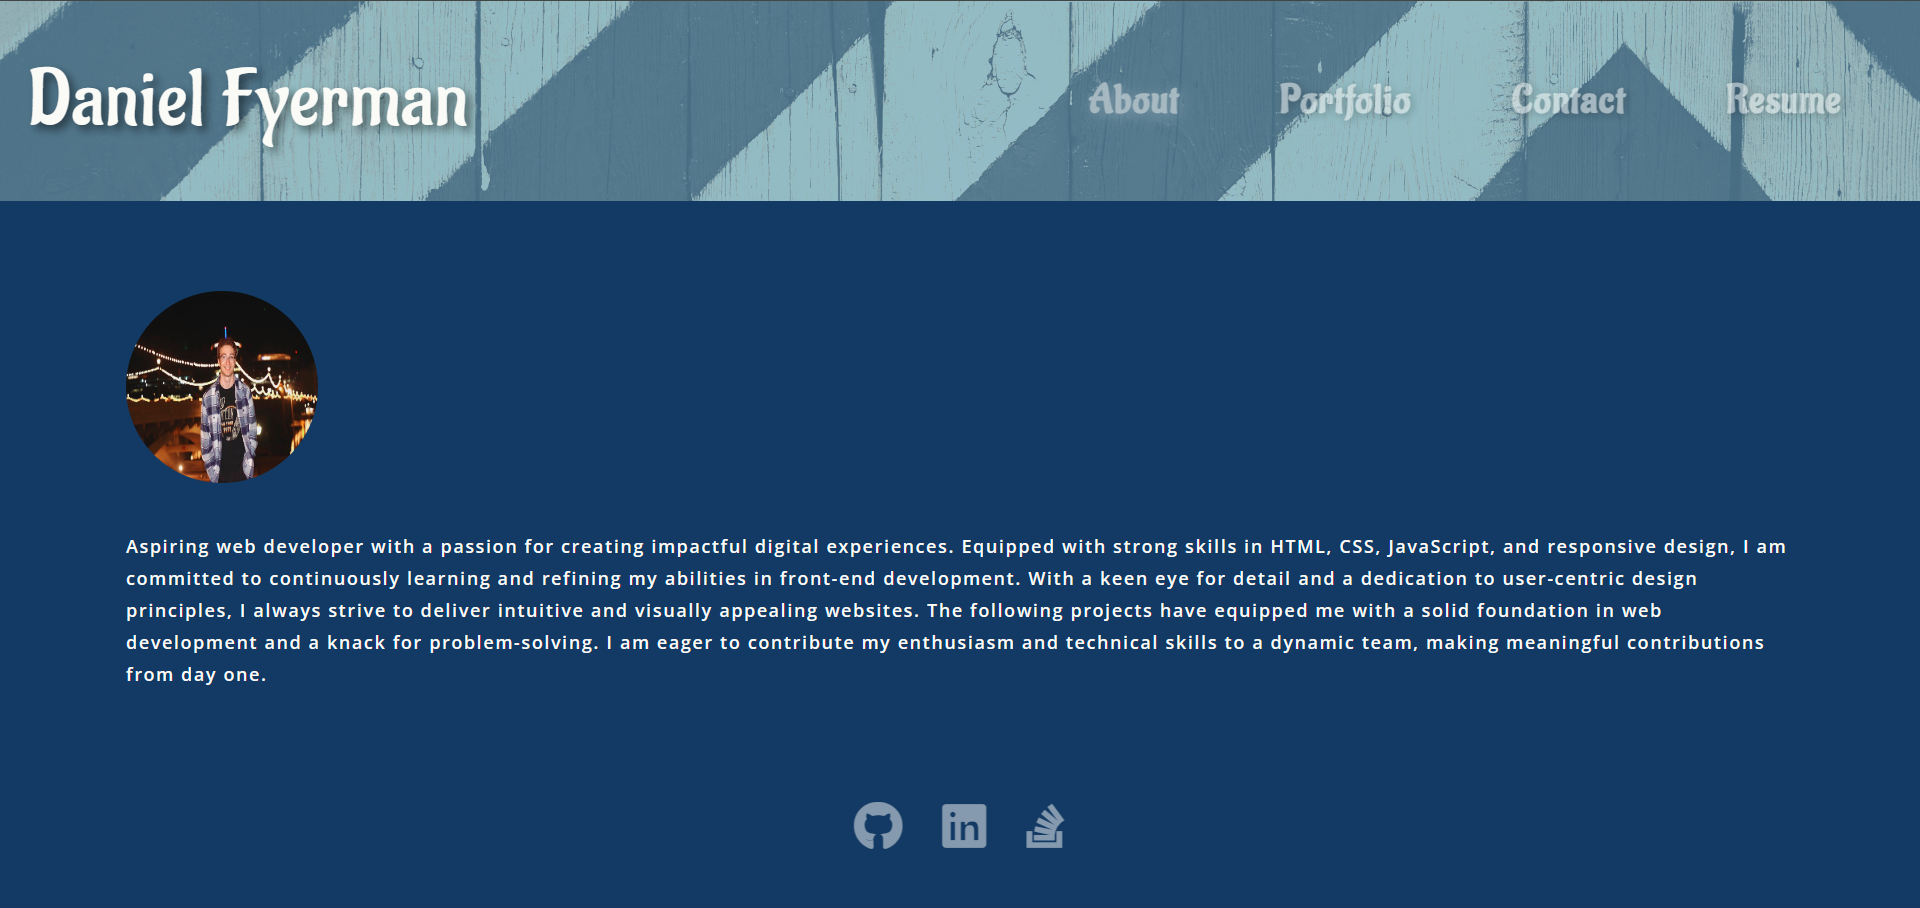 Daniel Fyerman
About Portfolio Contact Resume
Aspiring web developer with a passion for creating impactful digital experiences. Equipped with strong skills in HTML, CSS, JavaScript, and responsive design, I am
committed to continuously learning and refining my abilities in front-end development. With a keen eye for detail and a dedication to user-centric design
principles, I always strive to deliver intuitive and visually appealing websites. The following projects have equipped me with a solid foundation in web
development and a knack for problem-solving. I am eager to contribute my enthusiasm and technical skills to a dynamic team, making meaningful contributions
from day one.
in